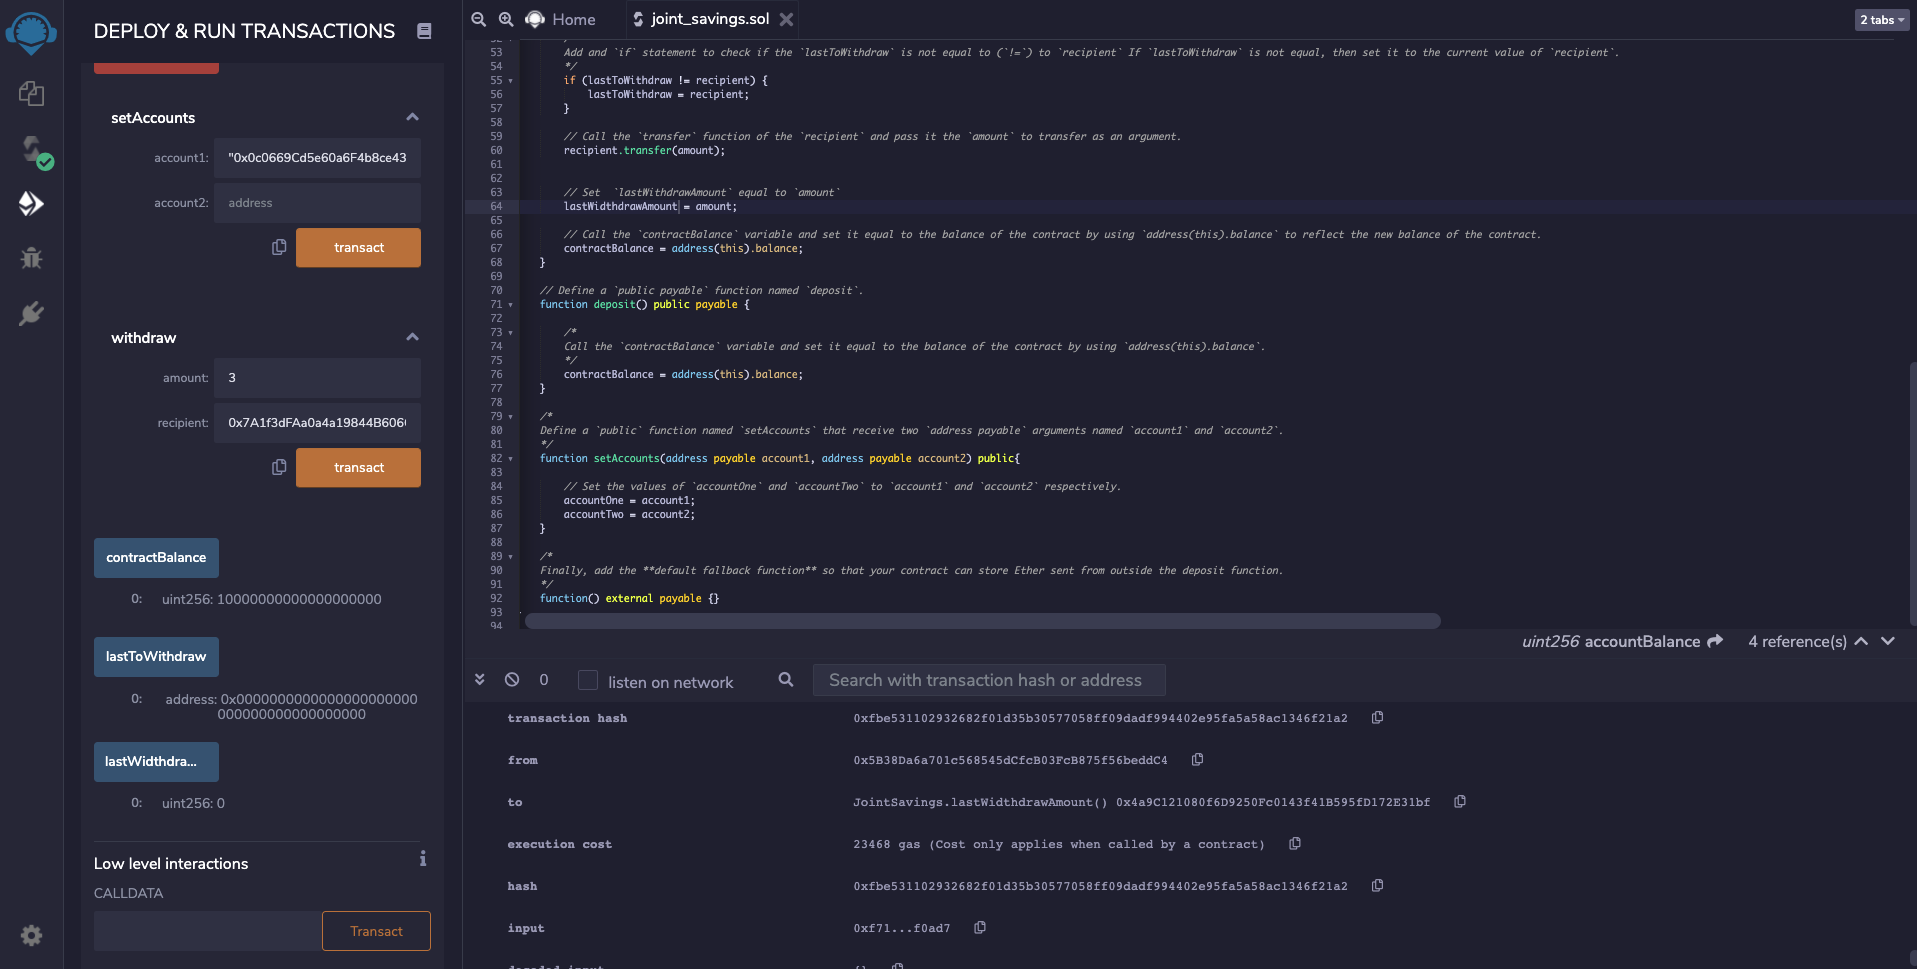 DEPLOY & RUN TRANSACTIONS
setAccounts
account1: "0x0c0669Cd5e60a6F4b8ce43
account2: address
transact
withdraw
amount: 3
recipient: 0x7A1f3dFAa0a4a19844B606
transact
contractBalance
0: uint256: 10000000000000000000
lastToWithdraw
0: address: 0x0000000000000000000000
000000000000000000
lastWidthdra...
0: uint256: 0
Low level interactions
CALLDATA
Transact
Home
joint_savings.sol
2 tabs
53 Add and `if` statement to check if the `lastToWithdraw` is not equal to (`!=`) to `recipient` If `lastToWithdraw` is not equal, then set it to the current value of `recipient`.
54 */
55 if (lastToWithdraw != recipient) {
56 lastToWithdraw = recipient;
57 }
58
59 // Call the `transfer` function of the `recipient` and pass it the `amount` to transfer as an argument.
60 recipient.transfer(amount);
61
62
63 // Set  `lastWithdrawAmount` equal to `amount`
64 lastWidthdrawAmount = amount;
65
66 // Call the `contractBalance` variable and set it equal to the balance of the contract by using `address(this).balance` to reflect the new balance of the contract.
67 contractBalance = address(this).balance;
68 }
69
70 // Define a `public payable` function named `deposit`.
71 function deposit() public payable {
72
73 /*
74 Call the `contractBalance` variable and set it equal to the balance of the contract by using `address(this).balance`.
75 */
76 contractBalance = address(this).balance;
77 }
78
79 /*
80 Define a `public` function named `setAccounts` that receive two `address payable` arguments named `account1` and `account2`.
81 */
82 function setAccounts(address payable account1, address payable account2) public{
83
84 // Set the values of `accountOne` and `accountTwo` to `account1` and `account2` respectively.
85 accountOne = account1;
86 accountTwo = account2;
87 }
88
89 /*
90 Finally, add the **default fallback function** so that your contract can store Ether sent from outside the deposit function.
91 */
92 function() external payable {}
93
94
uint256 accountBalance 4 reference(s)
0 listen on network Search with transaction hash or address
transaction hash 0xfbe531102932682f01d35b30577058ff09dadf994402e95fa5a58ac1346f21a2
from 0x5B38Da6a701c568545dCfcB03FcB875f56beddC4
to JointSavings.lastWidthdrawAmount() 0x4a9C121080f6D9250Fc0143f41B595fD172E31bf
execution cost 23468 gas (Cost only applies when called by a contract)
hash 0xfbe531102932682f01d35b30577058ff09dadf994402e95fa5a58ac1346f21a2
input 0xf71...f0ad7